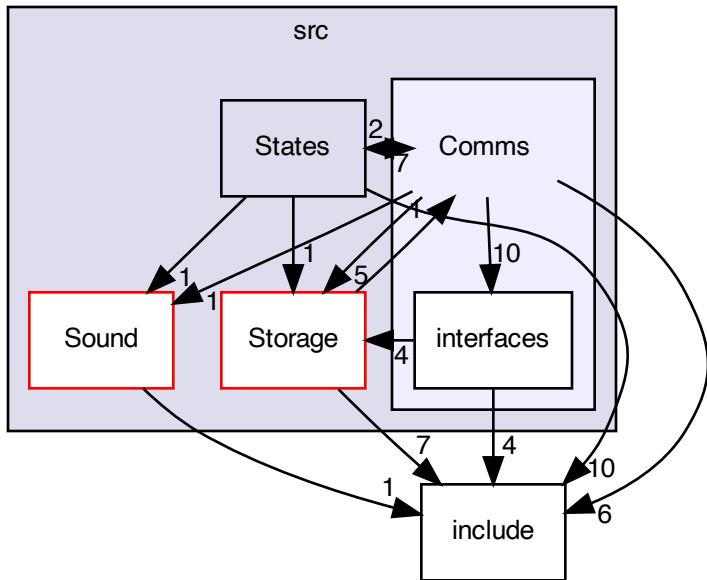 src
States
2
7
Comms
1
1
1
1
5
10
Sound
Storage
4
interfaces
1
7
4
10
6
include